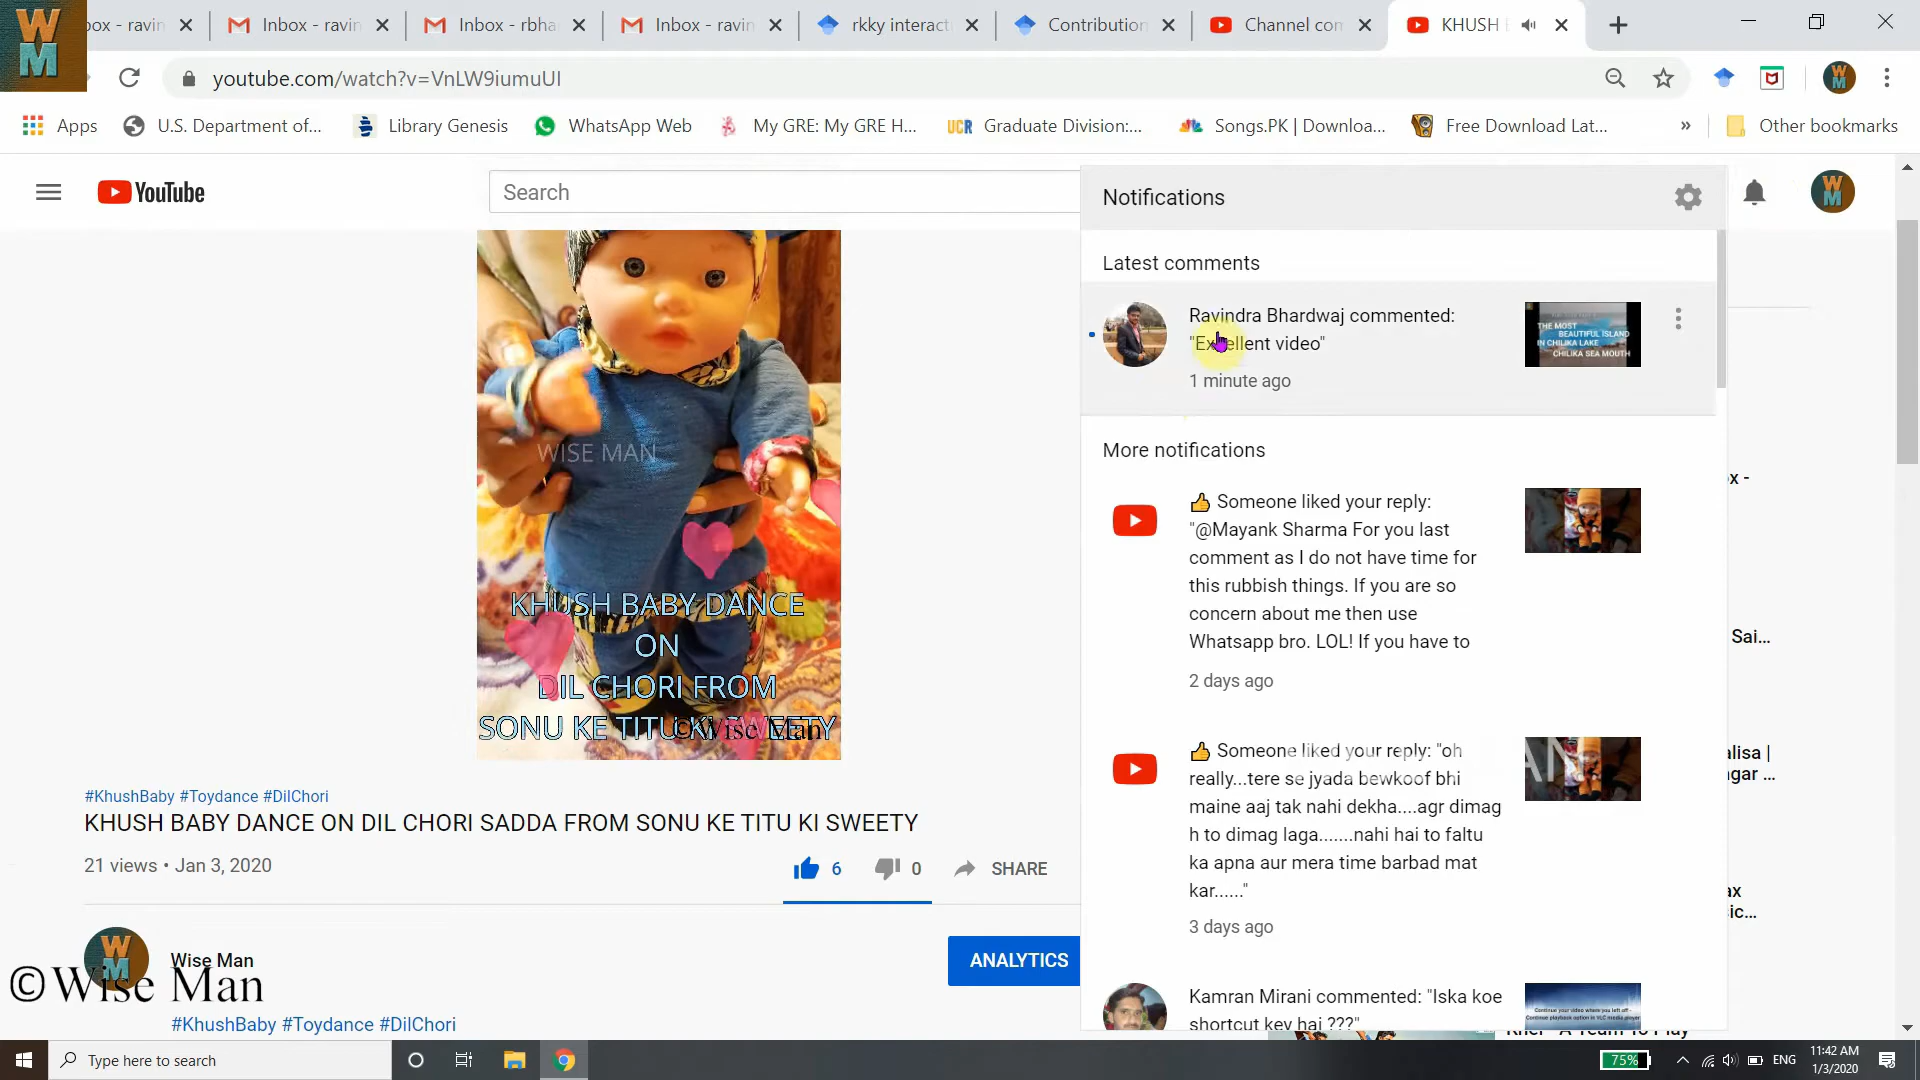 WM
box - ravin
Inbox - ravin
Inbox - rbha
Inbox - ravin
rkky interact
Contribution
Channel con
KHUSH
youtube.com/watch?v=VnLW9iumuUI
WM
Apps
U.S. Department of...
Library Genesis
WhatsApp Web
My GRE: My GRE H...
UCR
Graduate Division:...
Songs.PK | Downloa...
Free Download Lat...
»
Other bookmarks
YouTube
Search
Notifications
WM
Latest comments
Ravindra Bhardwaj commented:
"Excellent video"
1 minute ago
THE MOST
BEAUTIFUL ISLAND
IN CHILIKA LAKE
CHILIKA SEA MOUTH
More notifications
👍 Someone liked your reply:
"@Mayank Sharma For you last
comment as I do not have time for
this rubbish things. If you are so
concern about me then use
Whatsapp bro. LOL! If you have to
2 days ago
👍 Someone liked your reply: "oh
really...tere se jyada bewkoof bhi
maine aaj tak nahi dekha....agr dimag
h to dimag laga.......nahi hai to faltu
ka apna aur mera time barbad mat
kar......"
3 days ago
Kamran Mirani commented: "Iska koe
shortcut key hai ???"
Continue your video where you left off -
Continue playback option in VLC media player
x -
Sai...
alisa |
gar ...
ax
ic...
WISE MAN
KHUSH BABY DANCE
ON
DIL CHORI FROM
SONU KE TITU KI SWEETY
©Wise Man
#KhushBaby #Toydance #DilChori
KHUSH BABY DANCE ON DIL CHORI SADDA FROM SONU KE TITU KI SWEETY
21 views • Jan 3, 2020
6
0
SHARE
WM
Wise Man
ANALYTICS
©Wise Man
#KhushBaby #Toydance #DilChori
Type here to search
75%
ENG
11:42 AM
1/3/2020